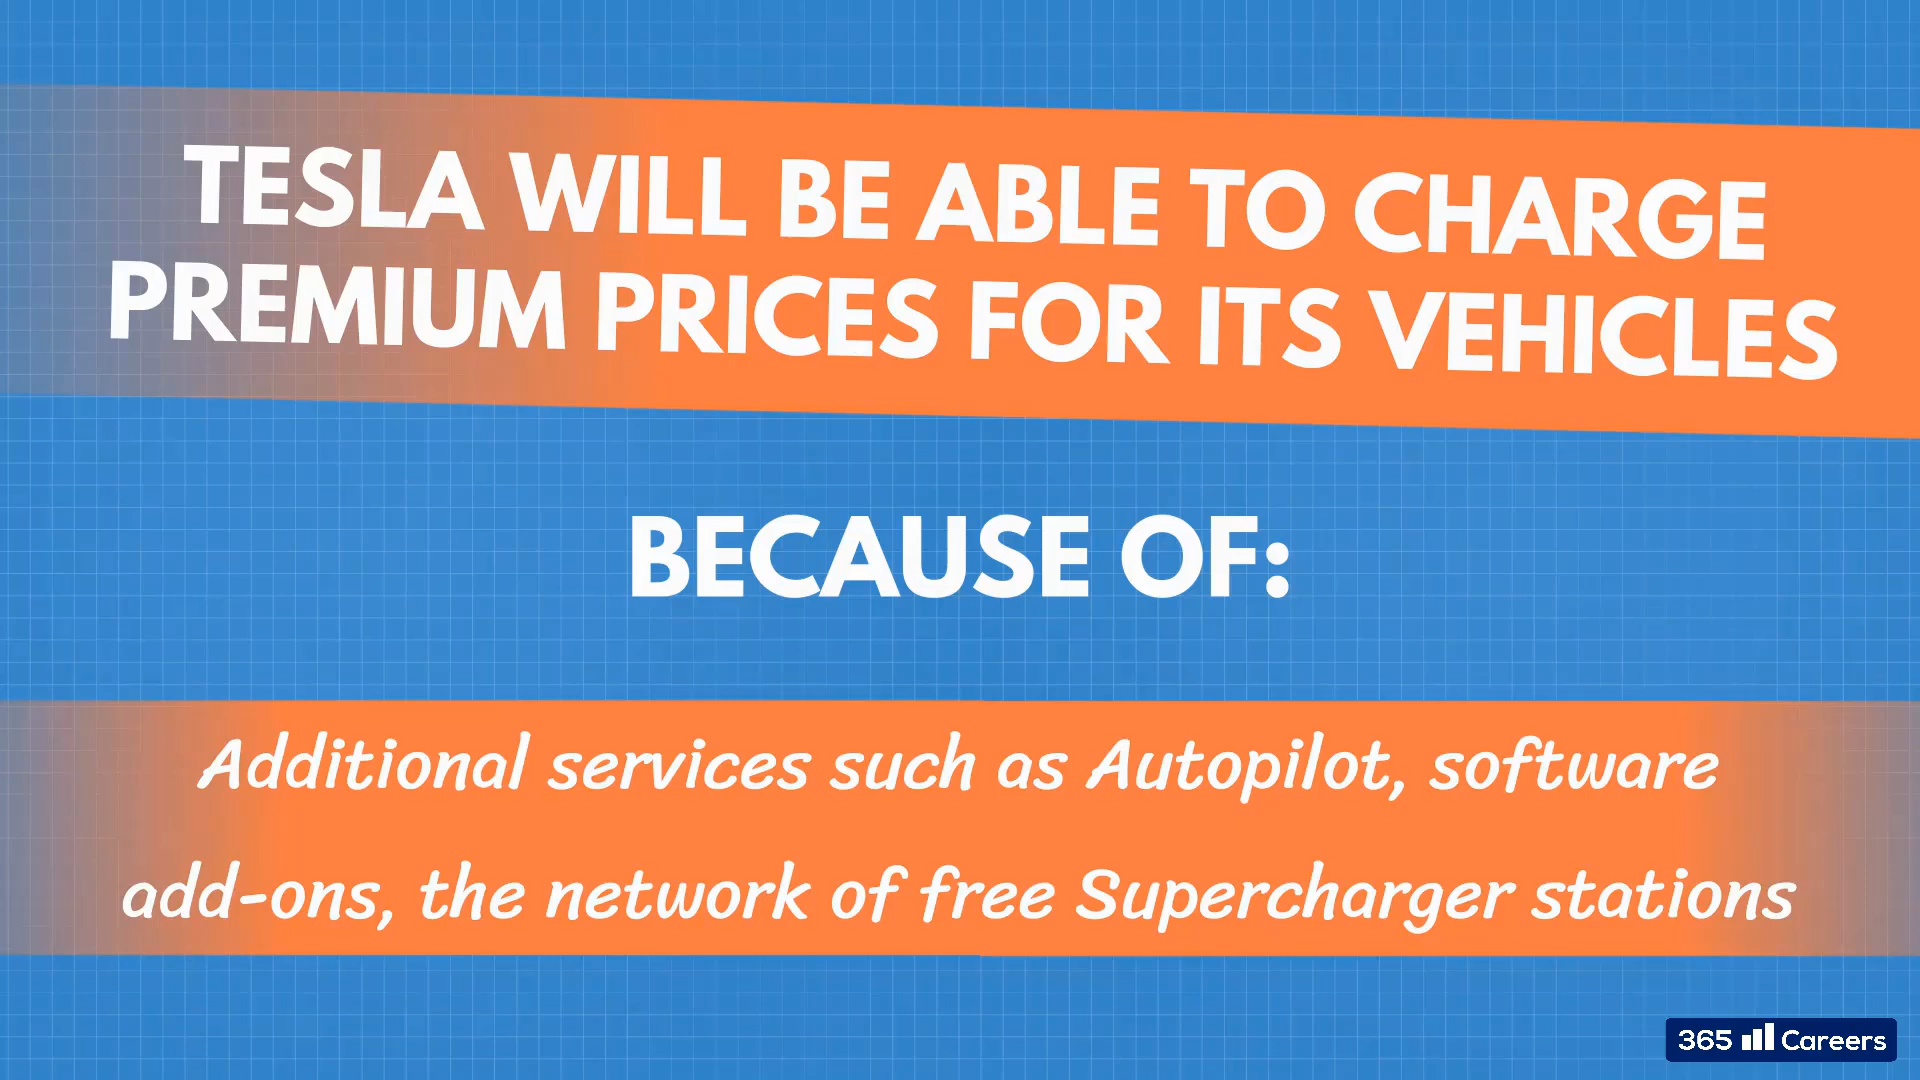 TESLA WILL BE ABLE TO CHARGE
PREMIUM PRICES FOR ITS VEHICLES
BECAUSE OF:
Additional services such as Autopilot, software
add-ons, the network of free Supercharger stations
365 Careers